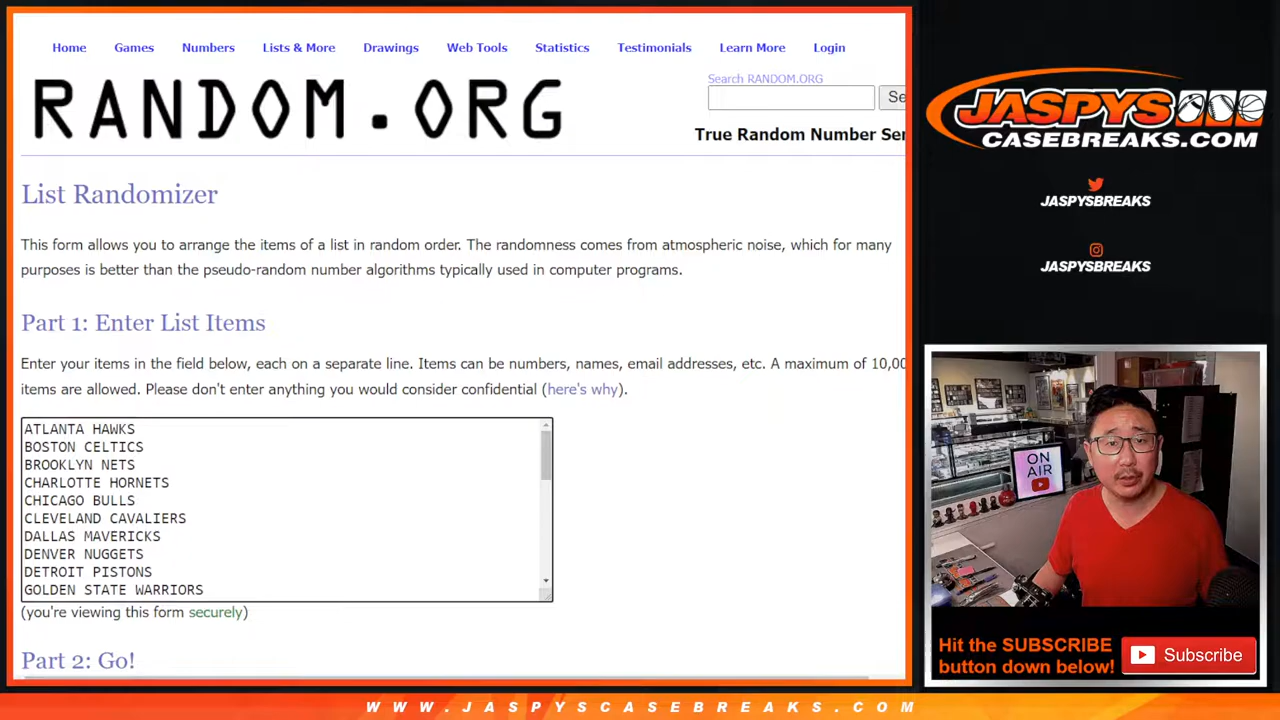 Home Games Numbers Lists & More Drawings Web Tools Statistics Testimonials Learn More Login
RANDOM.ORG
Search RANDOM.ORG
Se
True Random Number Ser
List Randomizer
This form allows you to arrange the items of a list in random order. The randomness comes from atmospheric noise, which for many
purposes is better than the pseudo-random number algorithms typically used in computer programs.
Part 1: Enter List Items
Enter your items in the field below, each on a separate line. Items can be numbers, names, email addresses, etc. A maximum of 10,00
items are allowed. Please don't enter anything you would consider confidential (here's why).
ATLANTA HAWKS
BOSTON CELTICS
BROOKLYN NETS
CHARLOTTE HORNETS
CHICAGO BULLS
CLEVELAND CAVALIERS
DALLAS MAVERICKS
DENVER NUGGETS
DETROIT PISTONS
GOLDEN STATE WARRIORS
(you're viewing this form securely)
Part 2: Go!
JASPYS
CASEBREAKS.COM
JASPYSBREAKS
JASPYSBREAKS
ON
AIR
Hit the SUBSCRIBE
button down below!
Subscribe
WWW.JASPYSCASEBREAKS.COM